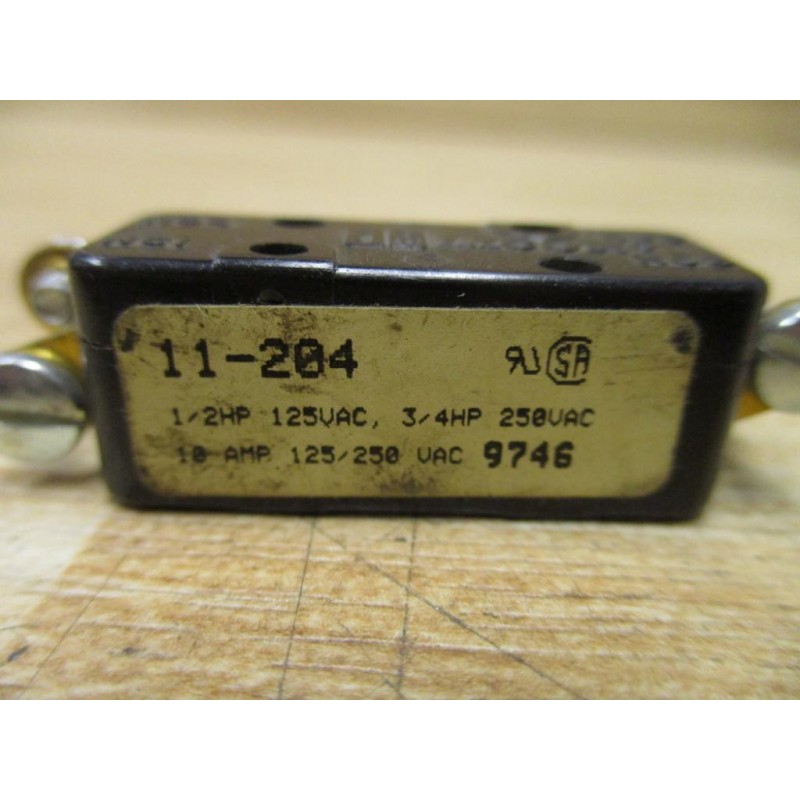 11-204
1/2HP 125VAC, 3/4HP 250VAC
10 AMP 125/250 VAC 9746